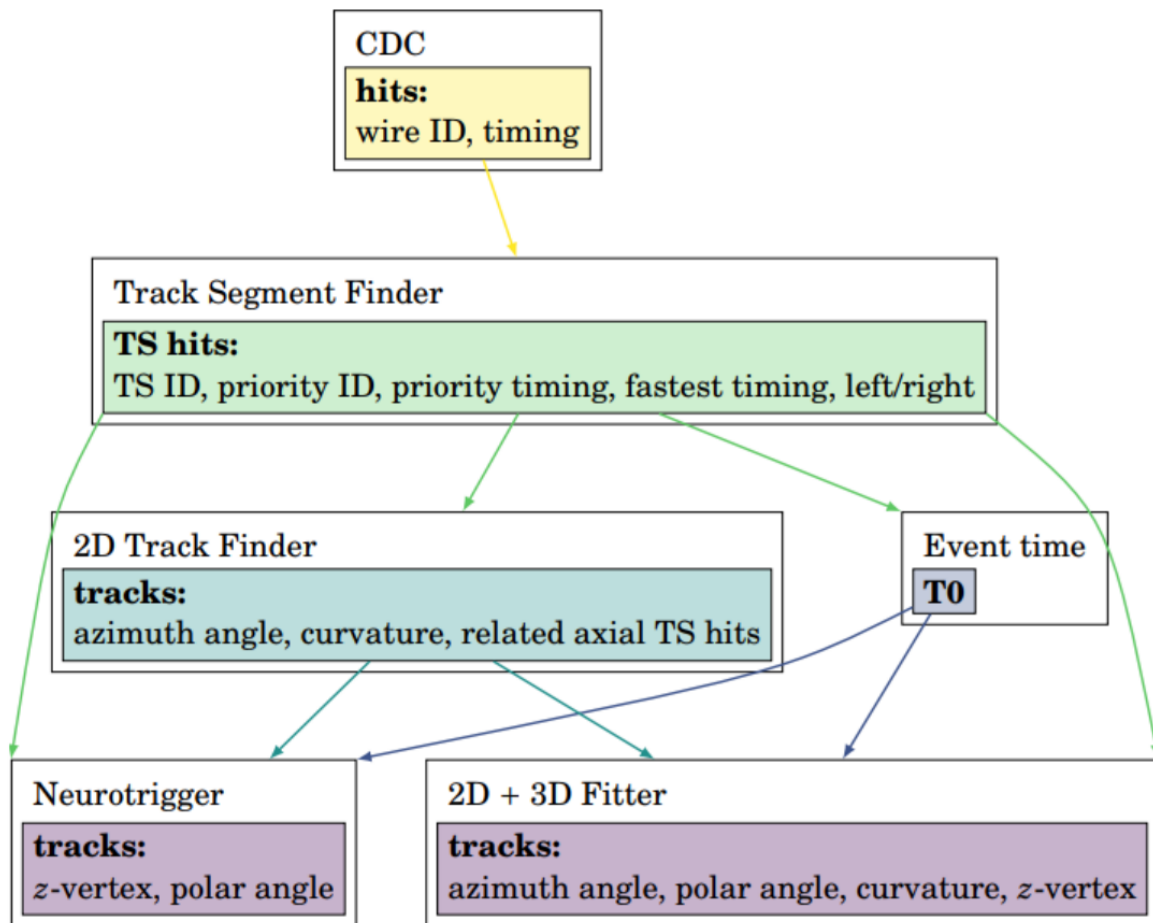 CDC
hits:
wire ID, timing
Track Segment Finder
TS hits:
TS ID, priority ID, priority timing, fastest timing, left/right
2D Track Finder
tracks:
azimuth angle, curvature, related axial TS hits
Event time
T0
Neurotrigger
tracks:
z-vertex, polar angle
2D + 3D Fitter
tracks:
azimuth angle, polar angle, curvature, z-vertex